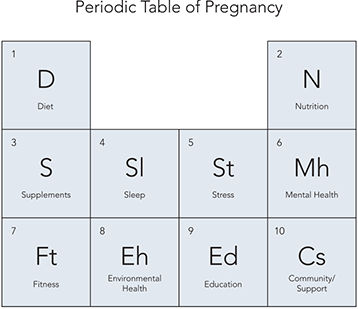 Periodic Table of Pregnancy
1
D
Diet
2
N
Nutrition
3
S
Supplements
4
Sl
Sleep
5
St
Stress
6
Mh
Mental Health
7
Ft
Fitness
8
Eh
Environmental
Health
9
Ed
Education
10
Cs
Community/
Support